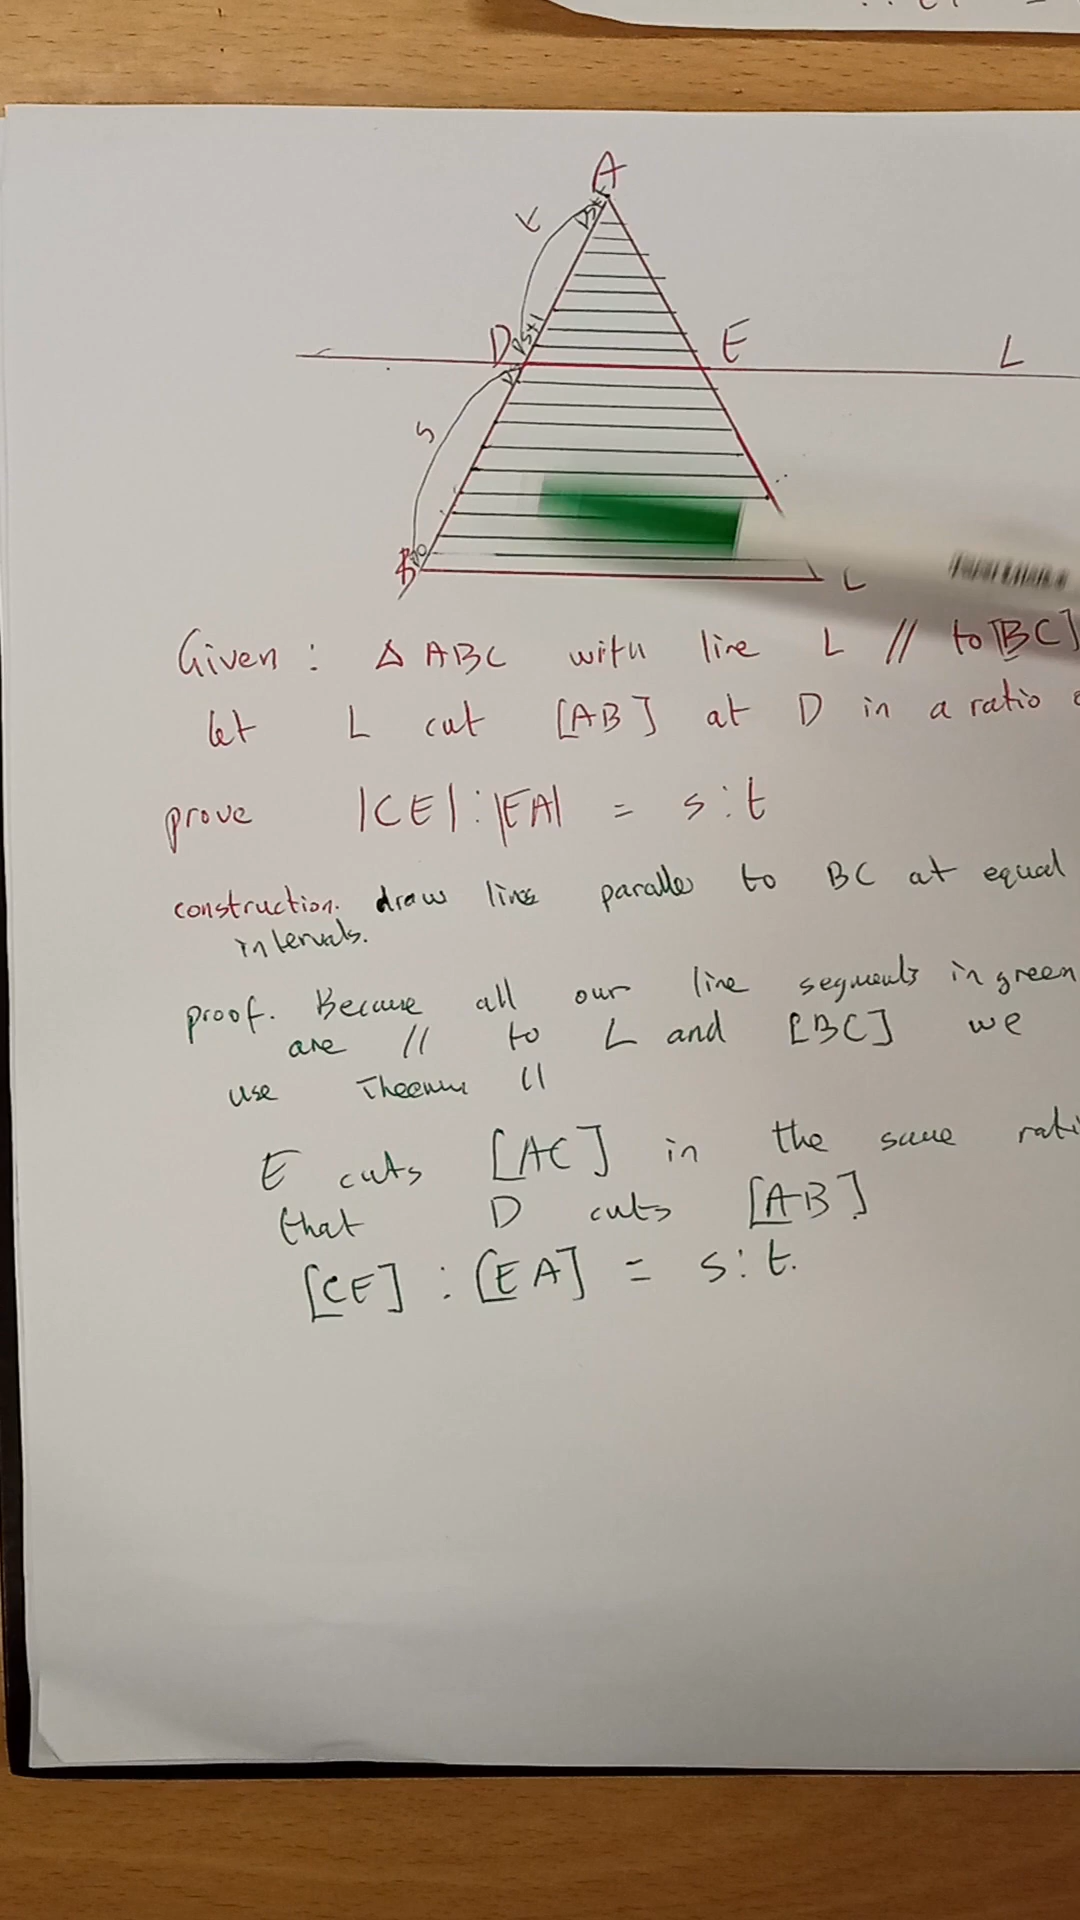 A
t
D
E
L
s
B
C
Given : Δ ABC with line L // to [BC]
let L cut [AB] at D in a ratio
prove |CE| : |EA| = s : t
construction. draw lines parallel to BC at equal
intervals.
proof. Because all our line segments in green
are // to L and [BC] we
use Theorem 11
E cuts [AC] in the same rati
that D cuts [AB]
[CE] : [EA] = s : t.